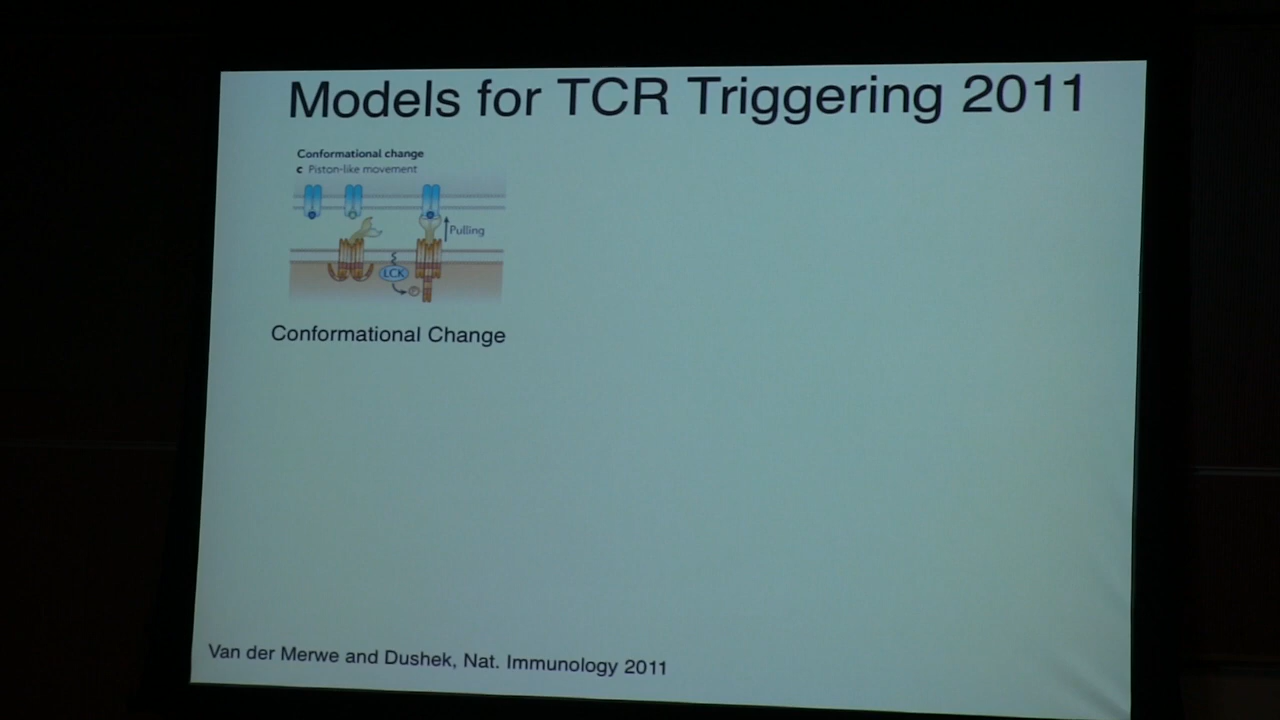 Models for TCR Triggering 2011
Conformational change
c Piston-like movement
Pulling
LCK
P
Conformational Change
Van der Merwe and Dushek, Nat. Immunology 2011